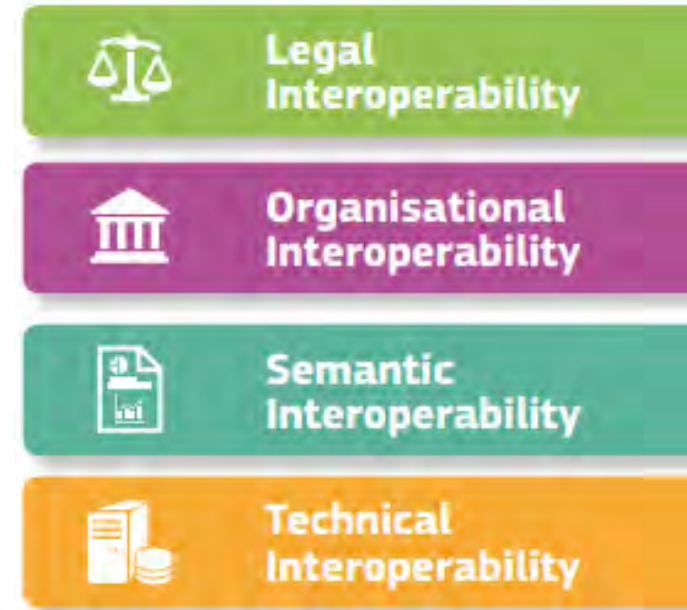 Legal
Interoperability
Organisational
Interoperability
Semantic
Interoperability
Technical
Interoperability